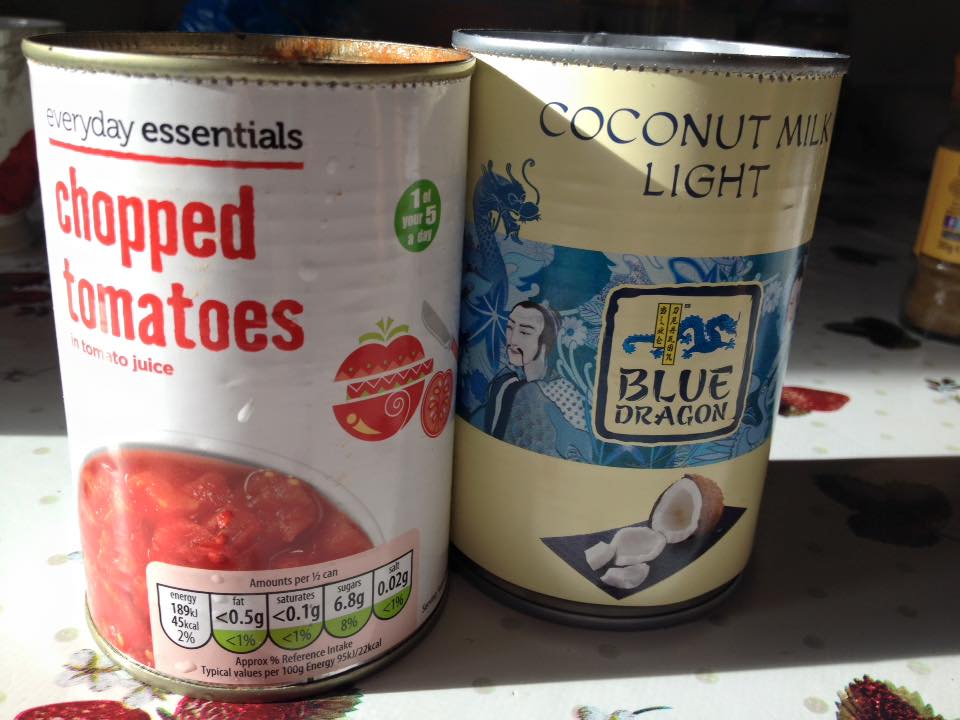 everyday essentials
chopped
tomatoes
in tomato juice
1 of
your 5
a day
Amounts per ½ can
energy
189kJ
45kcal
2%
fat
<0.5g
<1%
saturates
<0.1g
<1%
sugars
6.8g
8%
salt
0.02g
<1%
Approx % Reference Intake
Typical values per 100g Energy 95kJ/22kcal
COCONUT MILK
LIGHT
BLUE
DRAGON
BLUE
DRAGON